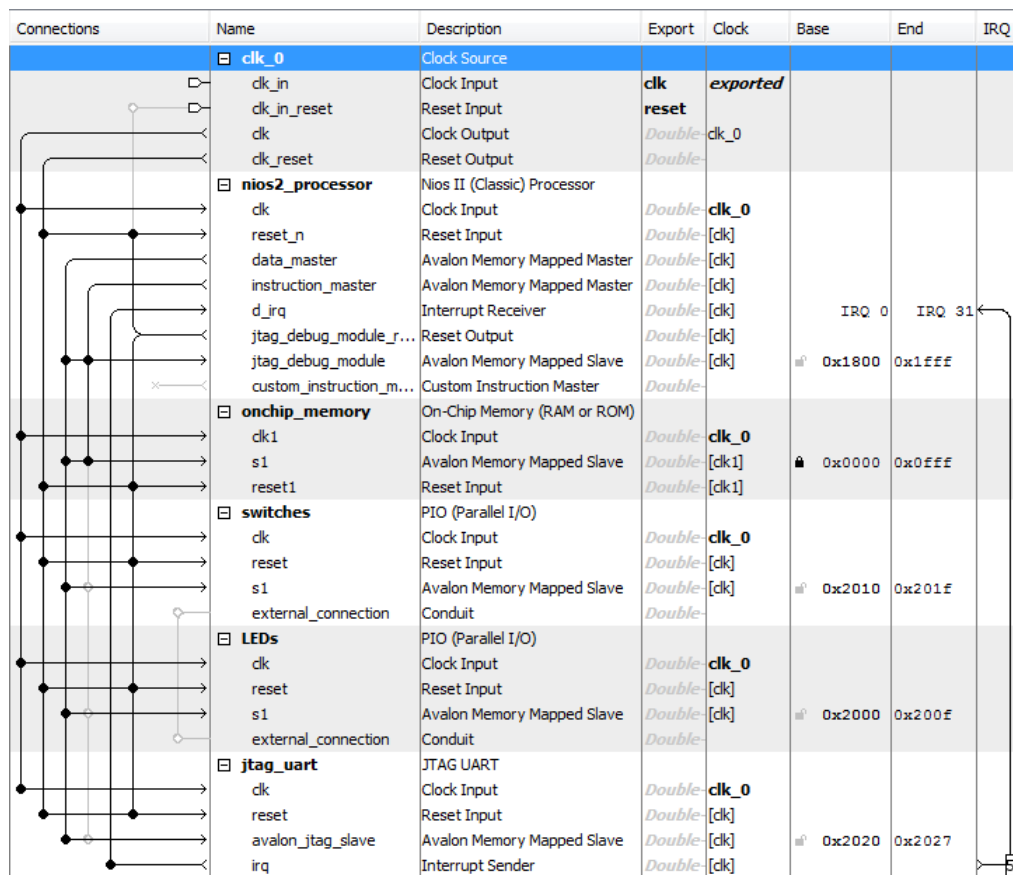 Connections Name Description Export Clock Base End IRQ
clk_0 Clock Source
clk_in Clock Input clk exported
clk_in_reset Reset Input reset
clk Clock Output Double- clk_0
clk_reset Reset Output Double-
nios2_processor Nios II (Classic) Processor
clk Clock Input Double- clk_0
reset_n Reset Input Double- [clk]
data_master Avalon Memory Mapped Master Double- [clk]
instruction_master Avalon Memory Mapped Master Double- [clk]
d_irq Interrupt Receiver Double- [clk] IRQ 0 IRQ 31
jtag_debug_module_r... Reset Output Double- [clk]
jtag_debug_module Avalon Memory Mapped Slave Double- [clk] 0x1800 0x1fff
custom_instruction_m... Custom Instruction Master Double-
onchip_memory On-Chip Memory (RAM or ROM)
clk1 Clock Input Double- clk_0
s1 Avalon Memory Mapped Slave Double- [clk1] 0x0000 0x0fff
reset1 Reset Input Double- [clk1]
switches PIO (Parallel I/O)
clk Clock Input Double- clk_0
reset Reset Input Double- [clk]
s1 Avalon Memory Mapped Slave Double- [clk] 0x2010 0x201f
external_connection Conduit Double-
LEDs PIO (Parallel I/O)
clk Clock Input Double- clk_0
reset Reset Input Double- [clk]
s1 Avalon Memory Mapped Slave Double- [clk] 0x2000 0x200f
external_connection Conduit Double-
jtag_uart JTAG UART
clk Clock Input Double- clk_0
reset Reset Input Double- [clk]
avalon_jtag_slave Avalon Memory Mapped Slave Double- [clk] 0x2020 0x2027
irq Interrupt Sender Double- [clk]